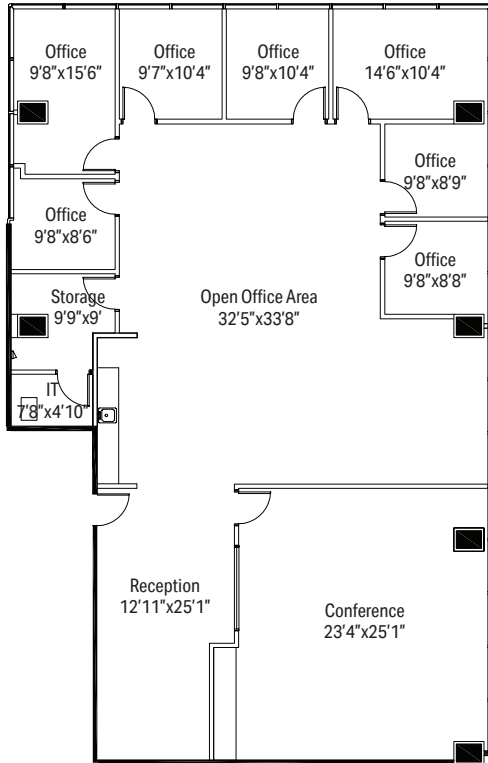 Office
9'8"x15'6"
Office
9'7"x10'4"
Office
9'8"x10'4"
Office
14'6"x10'4"
Office
9'8"x8'9"
Office
9'8"x8'6"
Office
9'8"x8'8"
Storage
9'9"x9'
Open Office Area
32'5"x33'8"
IT
7'8"x4'10"
Reception
12'11"x25'1"
Conference
23'4"x25'1"